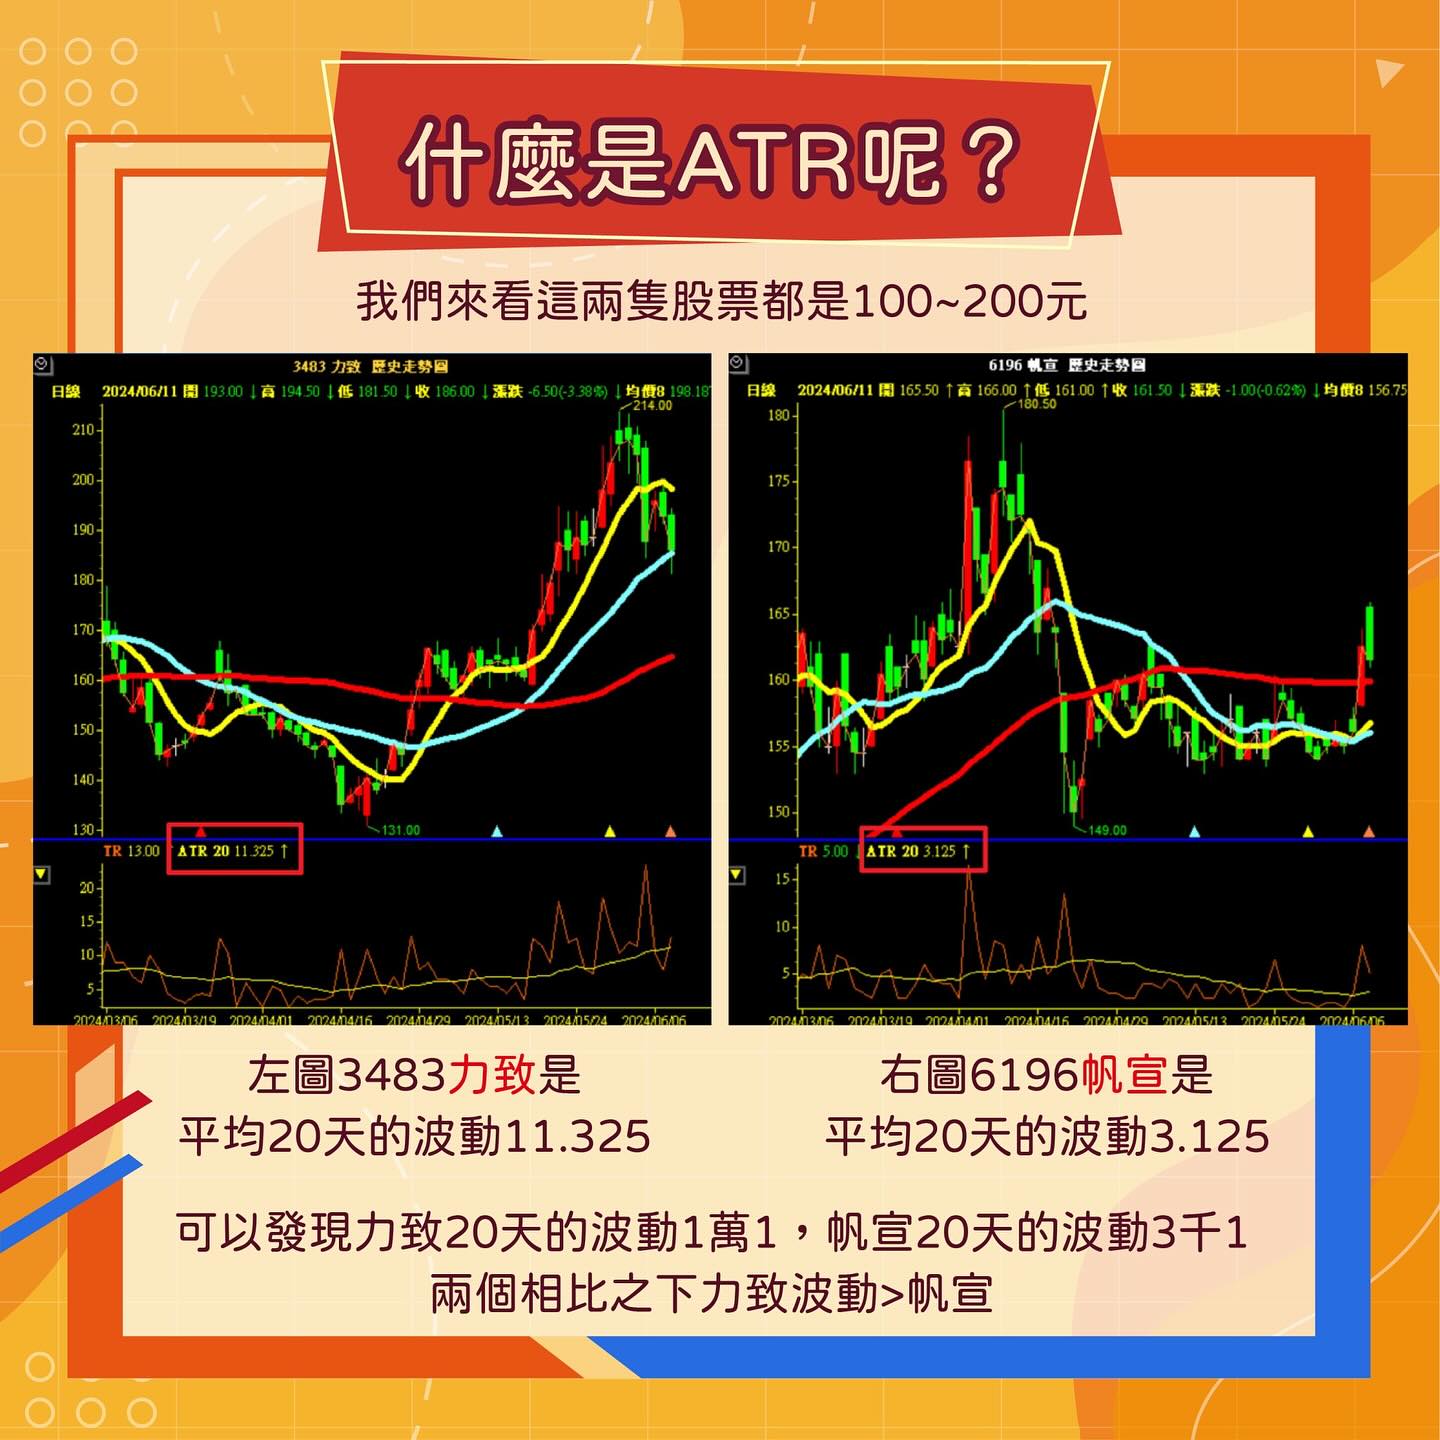 什麼是ATR呢？
我們來看這兩隻股票都是100~200元
3483 力致 歷史走勢圖
日線 2024/06/11 開 193.00 ↓ 高 194.50 ↓ 低 181.50 ↓ 收 186.00 ↓ 漲跌 -6.50(-3.38%) ↓ 均價8 198.18
214.00
210
200
190
180
170
160
150
140
130
131.00
TR 13.00 ATR 20 11.325 ↑
20
15
10
5
2024/03/06 2024/03/19 2024/04/01 2024/04/16 2024/04/29 2024/05/13 2024/05/24 2024/06/06
6196 帆宣 歷史走勢圖
日線 2024/06/11 開 165.50 ↑ 高 166.00 ↑ 低 161.00 ↑ 收 161.50 ↓ 漲跌 -1.00(-0.62%) ↓ 均價8 156.75
180.50
180
175
170
165
160
155
150
149.00
TR 5.00 ↓ ATR 20 3.125 ↑
15
10
5
2024/03/06 2024/03/19 2024/04/01 2024/04/16 2024/04/29 2024/05/13 2024/05/24 2024/06/06
左圖3483力致是
平均20天的波動11.325
右圖6196帆宣是
平均20天的波動3.125
可以發現力致20天的波動1萬1，帆宣20天的波動3千1
兩個相比之下力致波動>帆宣